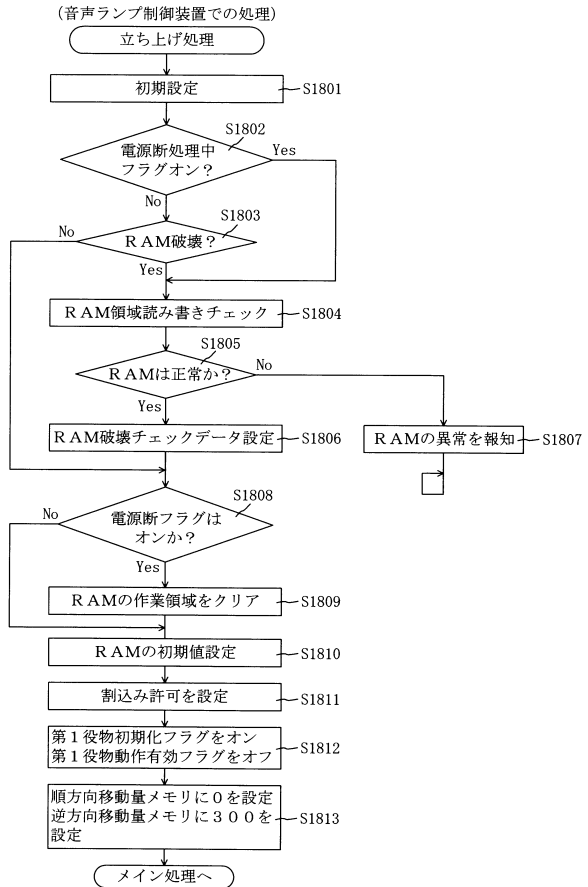 (音声ランプ制御装置での処理)
立ち上げ処理
初期設定
S1801
S1802
電源断処理中
フラグオン？
Yes
No
S1803
No
ＲＡＭ破壊？
Yes
ＲＡＭ領域読み書きチェック
S1804
S1805
ＲＡＭは正常か？
No
Yes
ＲＡＭ破壊チェックデータ設定
S1806
ＲＡＭの異常を報知
S1807
S1808
No
電源断フラグは
オンか？
Yes
ＲＡＭの作業領域をクリア
S1809
ＲＡＭの初期値設定
S1810
割込み許可を設定
S1811
第１役物初期化フラグをオン
第１役物動作有効フラグをオフ
S1812
順方向移動量メモリに０を設定
逆方向移動量メモリに３００を
設定
S1813
メイン処理へ